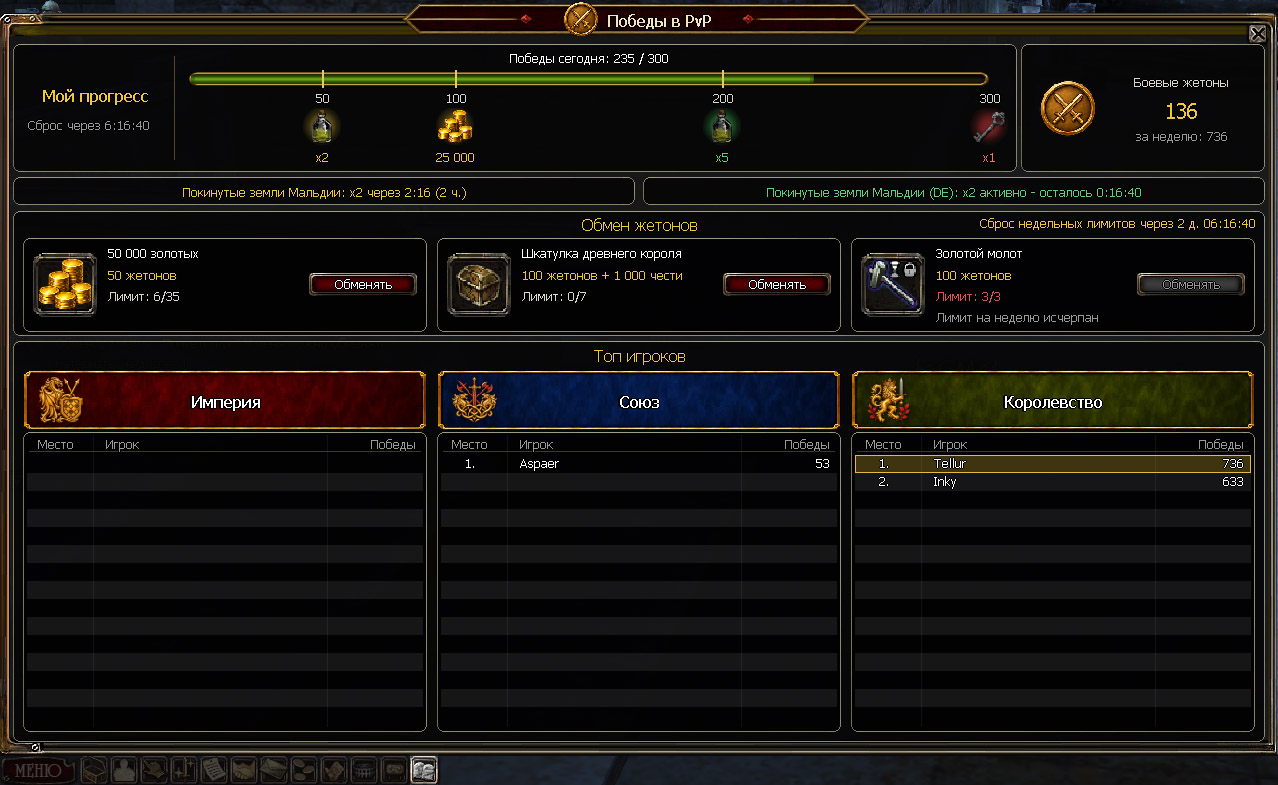 Победы в PvP
Победы сегодня: 235 / 300
Мой прогресс
Сброс через 6:16:40
50
100
200
300
x2
25 000
x5
x1
Боевые жетоны
136
за неделю: 736
Покинутые земли Мальдии: x2 через 2:16 (2 ч.)
Покинутые земли Мальдии (DE): x2 активно - осталось 0:16:40
Обмен жетонов
Сброс недельных лимитов через 2 д. 06:16:40
50 000 золотых
50 жетонов
Лимит: 6/35
Обменять
Шкатулка древнего короля
100 жетонов + 1 000 чести
Лимит: 0/7
Обменять
Золотой молот
100 жетонов
Лимит: 3/3
Лимит на неделю исчерпан
Обменять
Топ игроков
Империя
Союз
Королевство
Место Игрок Победы
Место Игрок Победы
1. Aspaer 53
Место Игрок Победы
1. Tellur 736
2. Inky 633
МЕНЮ